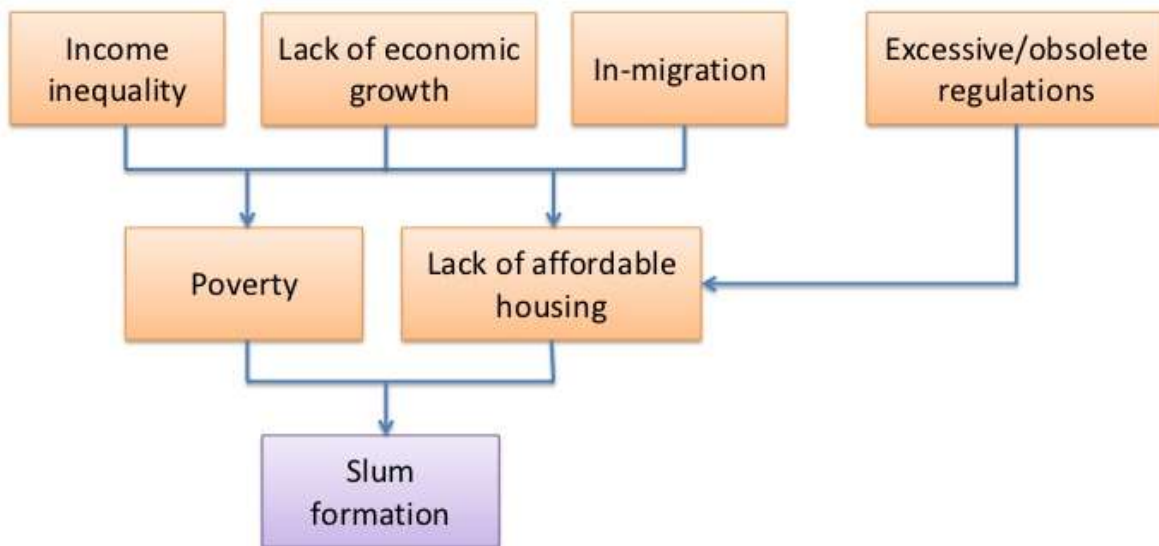 Income
inequality
Lack of economic
growth
In-migration
Excessive/obsolete
regulations
Poverty
Lack of affordable
housing
Slum
formation